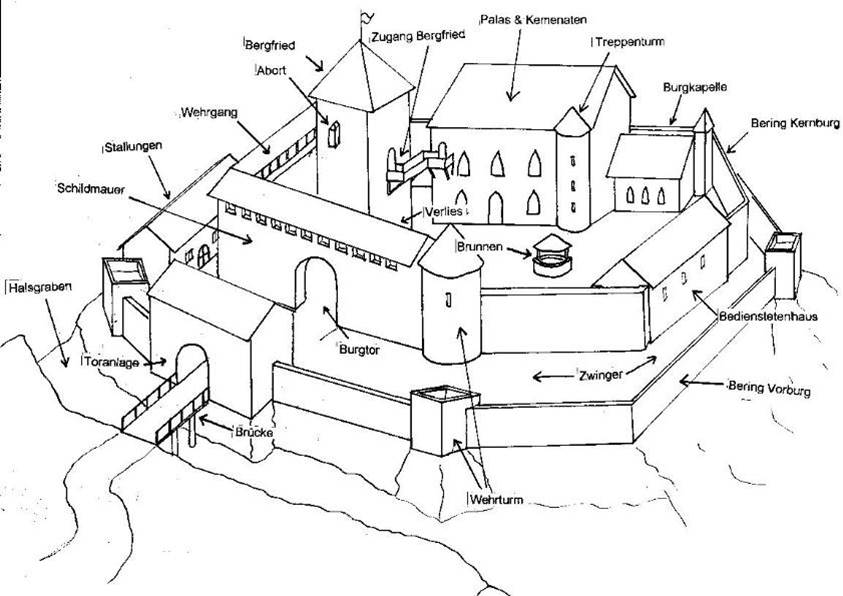 Palas & Kemenaten
Zugang Bergfried
Bergfried
Treppenturm
Abort
Burgkapelle
Wehrgang
Bering Kernburg
Stallungen
Schildmauer
Verlies
Brunnen
Halsgraben
Bedienstetenhaus
Burgtor
Toranlage
Zwinger
Bering Vorburg
Brücke
Wehrturm